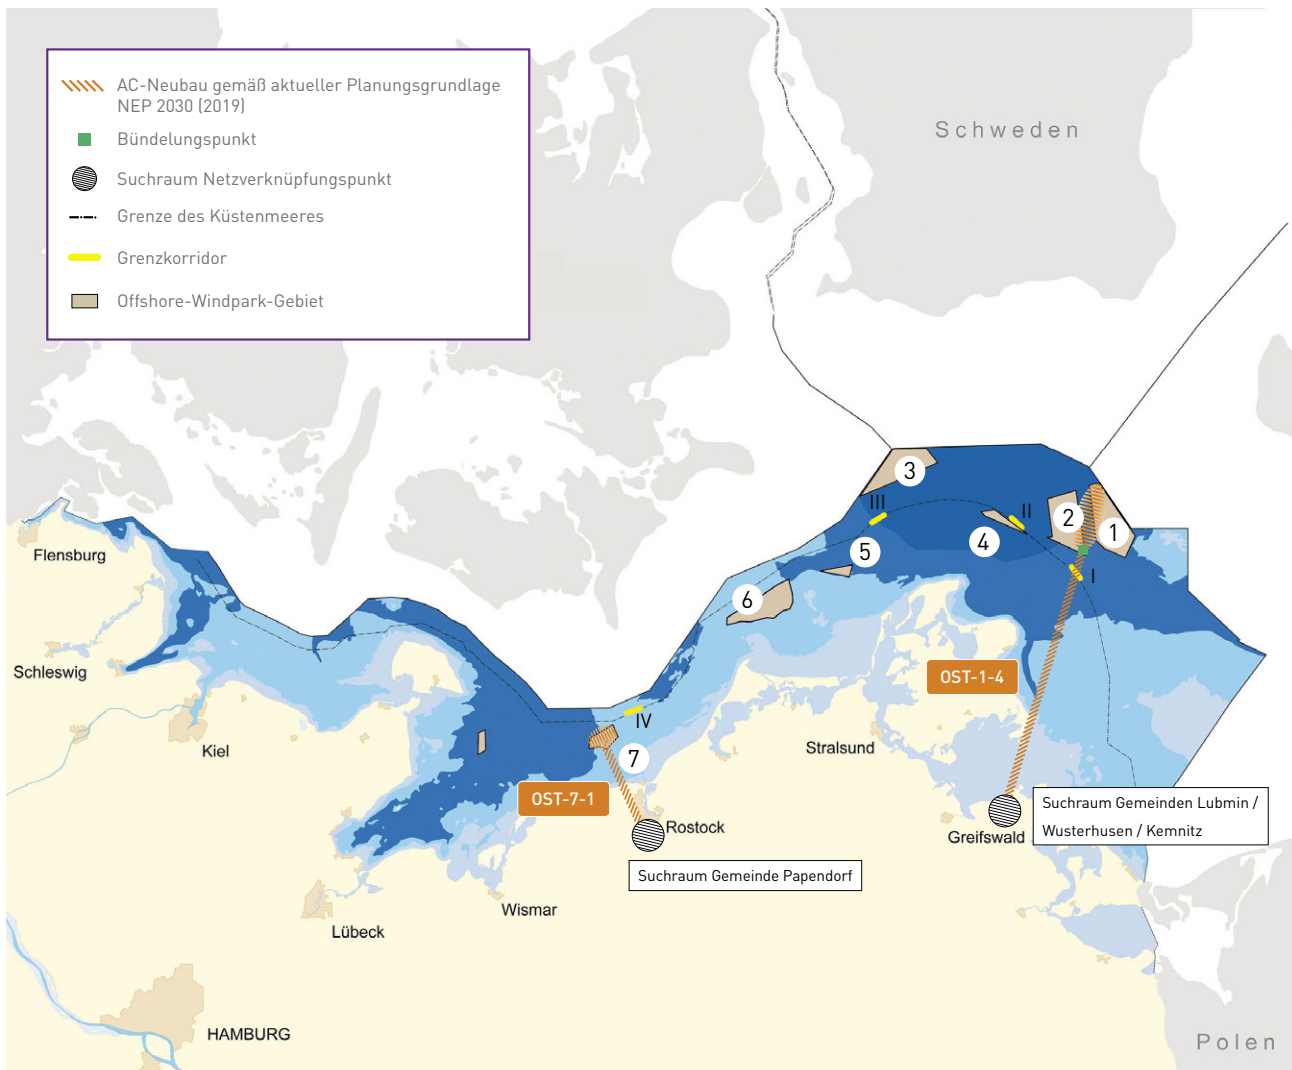 AC-Neubau gemäß aktueller Planungsgrundlage
NEP 2030 (2019)
Bündelungspunkt
Suchraum Netzverknüpfungspunkt
Grenze des Küstenmeeres
Grenzkorridor
Offshore-Windpark-Gebiet
Schweden
3
III
II
2
1
4
5
I
6
Flensburg
Schleswig
OST-1-4
IV
Kiel
Stralsund
7
OST-7-1
Suchraum Gemeinden Lubmin /
Wusterhusen / Kemnitz
Rostock
Greifswald
Suchraum Gemeinde Papendorf
Wismar
Lübeck
HAMBURG
Polen